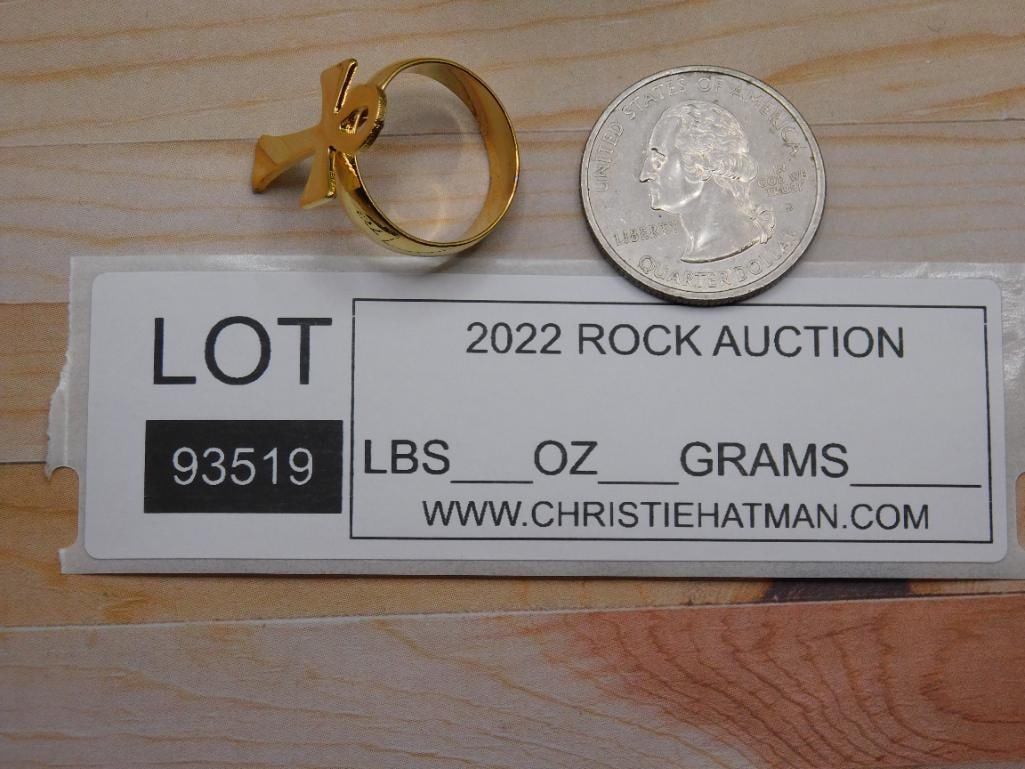 UNITED STATES OF AMERICA
IN
GOD WE
TRUST
LIBERTY
QUARTER DOLLAR
LOT
93519
2022 ROCK AUCTION
LBS___OZ___GRAMS_____
WWW.CHRISTIEHATMAN.COM